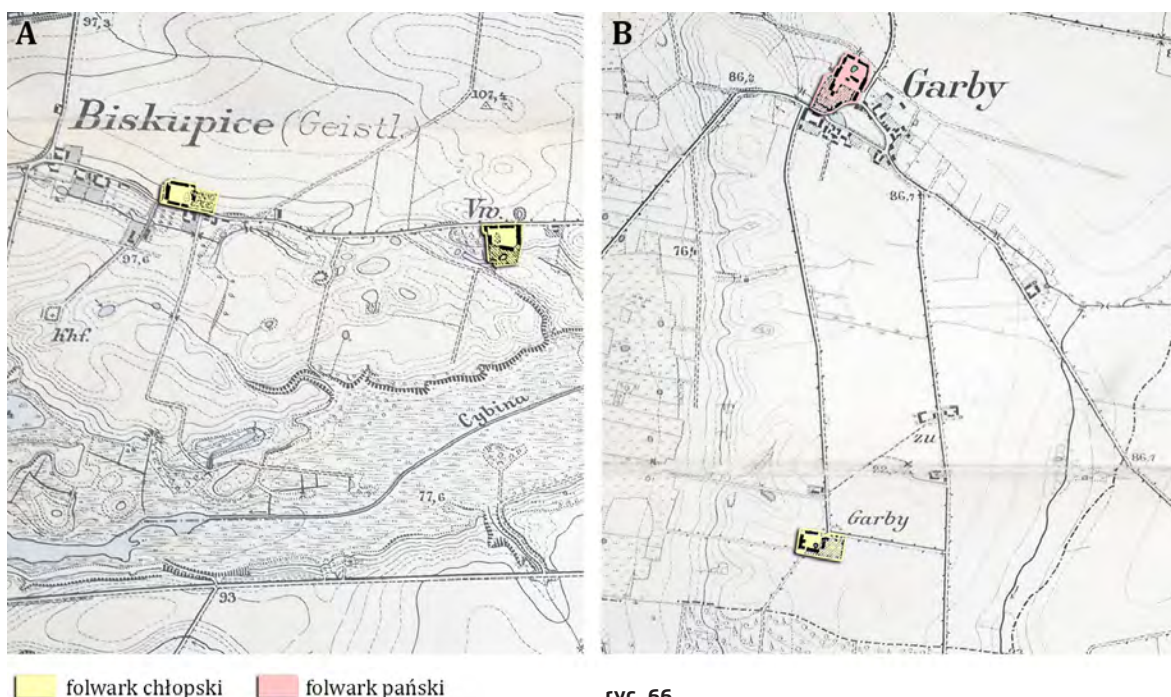 A
97,3
107,4
Biskupice (Geistl.)
Vw.
97,6
Khf.
Cybina
77,6
93
B
86,2
Garby
86,7
76,4
zu
Garby
86,7
folwark chłopski
folwark pański
ryc. 66